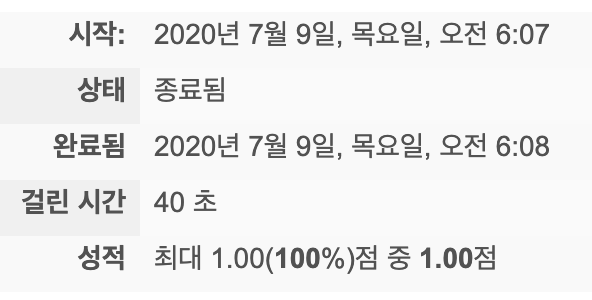 시작: 2020년 7월 9일, 목요일, 오전 6:07
상태 종료됨
완료됨 2020년 7월 9일, 목요일, 오전 6:08
걸린 시간 40 초
성적 최대 1.00(100%)점 중 1.00점